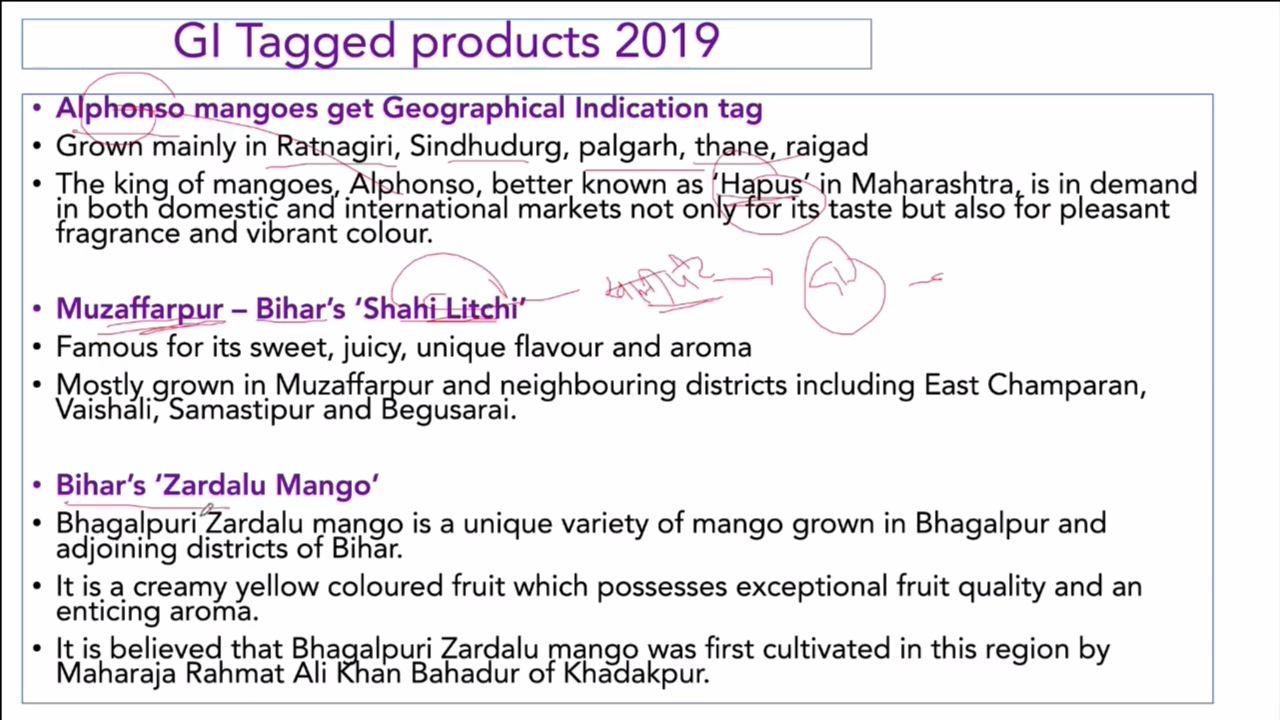 GI Tagged products 2019
• Alphonso mangoes get Geographical Indication tag
• Grown mainly in Ratnagiri, Sindhudurg, palgarh, thane, raigad
• The king of mangoes, Alphonso, better known as ‘Hapus’ in Maharashtra, is in demand
in both domestic and international markets not only for its taste but also for pleasant
fragrance and vibrant colour.
• Muzaffarpur – Bihar’s ‘Shahi Litchi’
• Famous for its sweet, juicy, unique flavour and aroma
• Mostly grown in Muzaffarpur and neighbouring districts including East Champaran,
Vaishali, Samastipur and Begusarai.
• Bihar’s ‘Zardalu Mango’
• Bhagalpuri Zardalu mango is a unique variety of mango grown in Bhagalpur and
adjoining districts of Bihar.
• It is a creamy yellow coloured fruit which possesses exceptional fruit quality and an
enticing aroma.
• It is believed that Bhagalpuri Zardalu mango was first cultivated in this region by
Maharaja Rahmat Ali Khan Bahadur of Khadakpur.